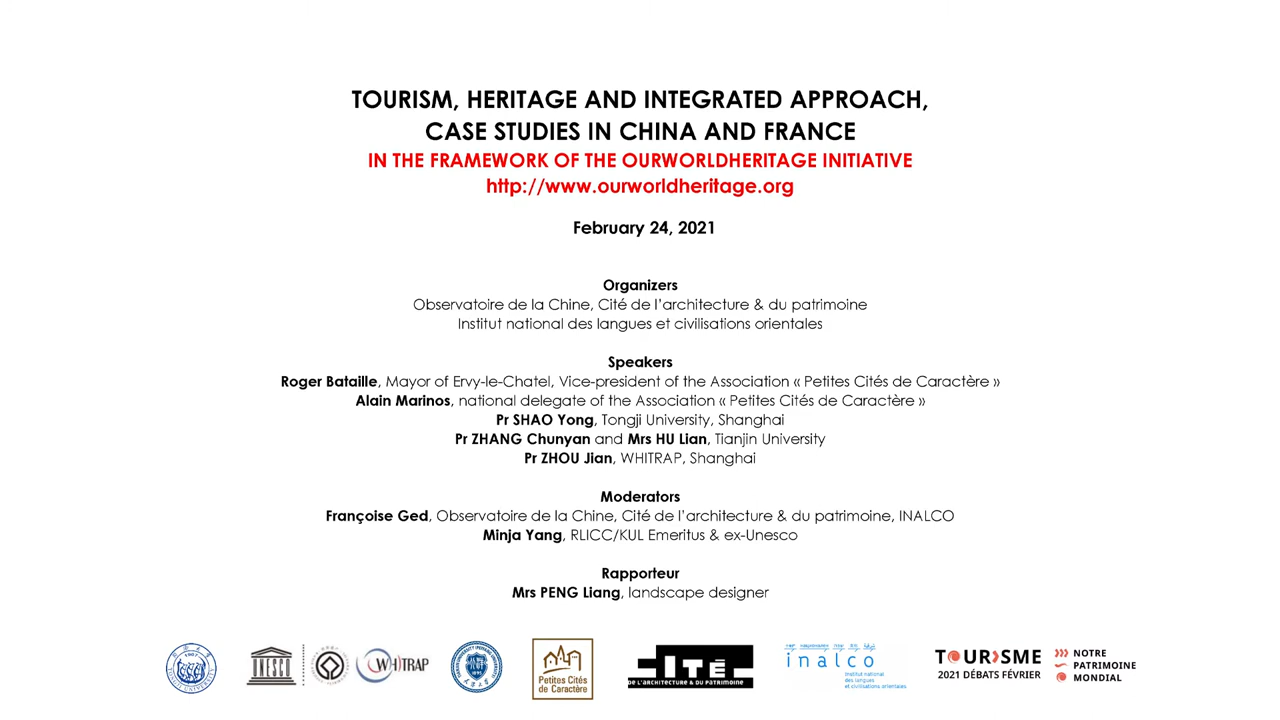 TOURISM, HERITAGE AND INTEGRATED APPROACH,
CASE STUDIES IN CHINA AND FRANCE
IN THE FRAMEWORK OF THE OURWORLDHERITAGE INITIATIVE
http://www.ourworldheritage.org
February 24, 2021
Organizers
Observatoire de la Chine, Cité de l'architecture & du patrimoine
Institut national des langues et civilisations orientales
Speakers
Roger Bataille, Mayor of Ervy-le-Chatel, Vice-president of the Association « Petites Cités de Caractère »
Alain Marinos, national delegate of the Association « Petites Cités de Caractère »
Pr SHAO Yong, Tongji University, Shanghai
Pr ZHANG Chunyan and Mrs HU Lian, Tianjin University
Pr ZHOU Jian, WHITRAP, Shanghai
Moderators
Françoise Ged, Observatoire de la Chine, Cité de l'architecture & du patrimoine, INALCO
Minja Yang, RLICC/KUL Emeritus & ex-Unesco
Rapporteur
Mrs PENG Liang, landscape designer
1907
TONGJI UNIVERSITY
UNESCO
WHITRAP
Petites Cités
de Caractère
CITÉ
DE L'ARCHITECTURE & DU PATRIMOINE
inalco
Institut national
des langues
et civilisations orientales
TOURISME
2021 DÉBATS FÉVRIER
NOTRE
PATRIMOINE
MONDIAL